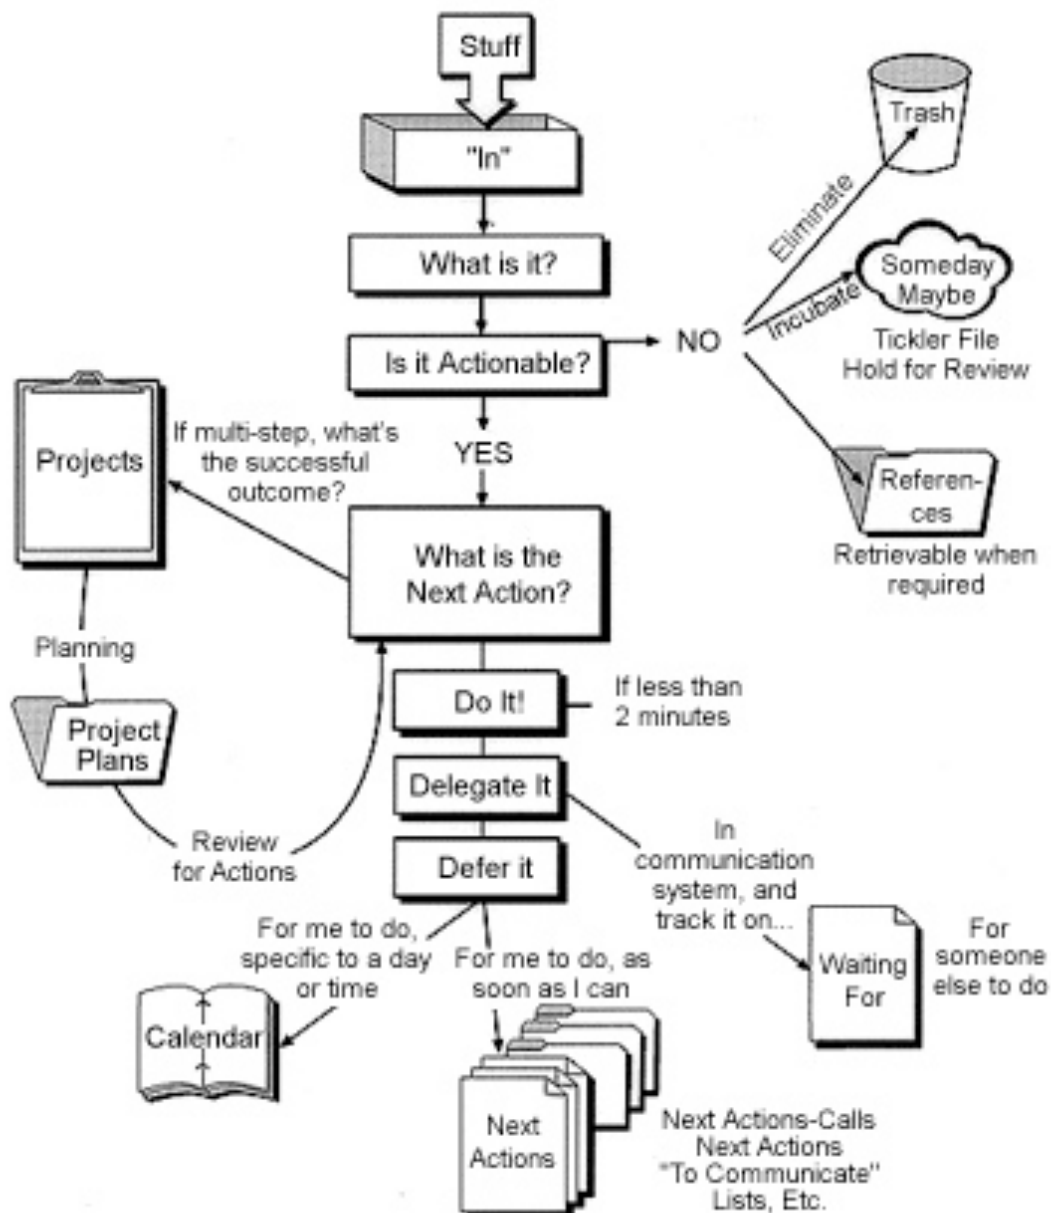 Stuff
"In"
What is it?
Is it Actionable?
NO
Eliminate
Trash
Incubate
Someday
Maybe
Tickler File
Hold for Review
Referen-
ces
Retrievable when
required
YES
If multi-step, what's
the successful
outcome?
Projects
What is the
Next Action?
Planning
Project
Plans
Review
for Actions
Do It!
If less than
2 minutes
Delegate It
In
communication
system, and
track it on...
Waiting
For
For
someone
else to do
Defer it
For me to do,
specific to a day
or time
Calendar
For me to do, as
soon as I can
Next
Actions
Next Actions-Calls
Next Actions
"To Communicate"
Lists, Etc.